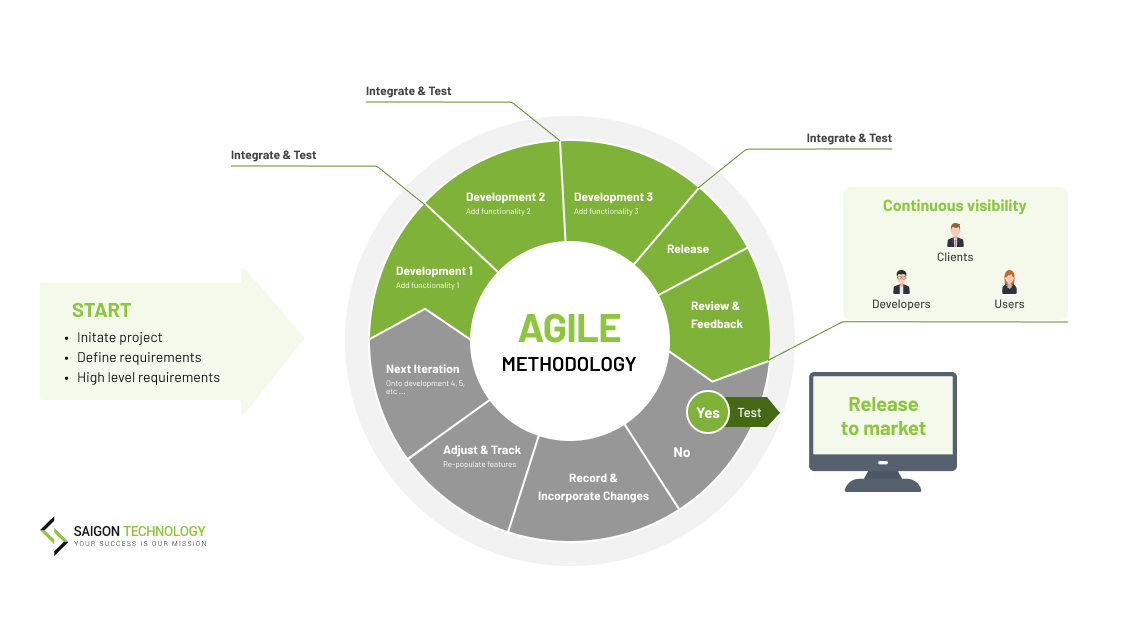 Integrate & Test
Integrate & Test
Integrate & Test
Development 2
Add functionality 2
Development 3
Add functionality 3
Release
Development 1
Add functionality 1
Review &
Feedback
Continuous visibility
Clients
Developers
Users
START
• Initate project
• Define requirements
• High level requirements
AGILE
METHODOLOGY
Next Iteration
Onto development 4, 5,
etc ...
Yes
Test
No
Release
to market
Adjust & Track
Re-populate features
Record &
Incorporate Changes
SAIGON TECHNOLOGY
YOUR SUCCESS IS OUR MISSION